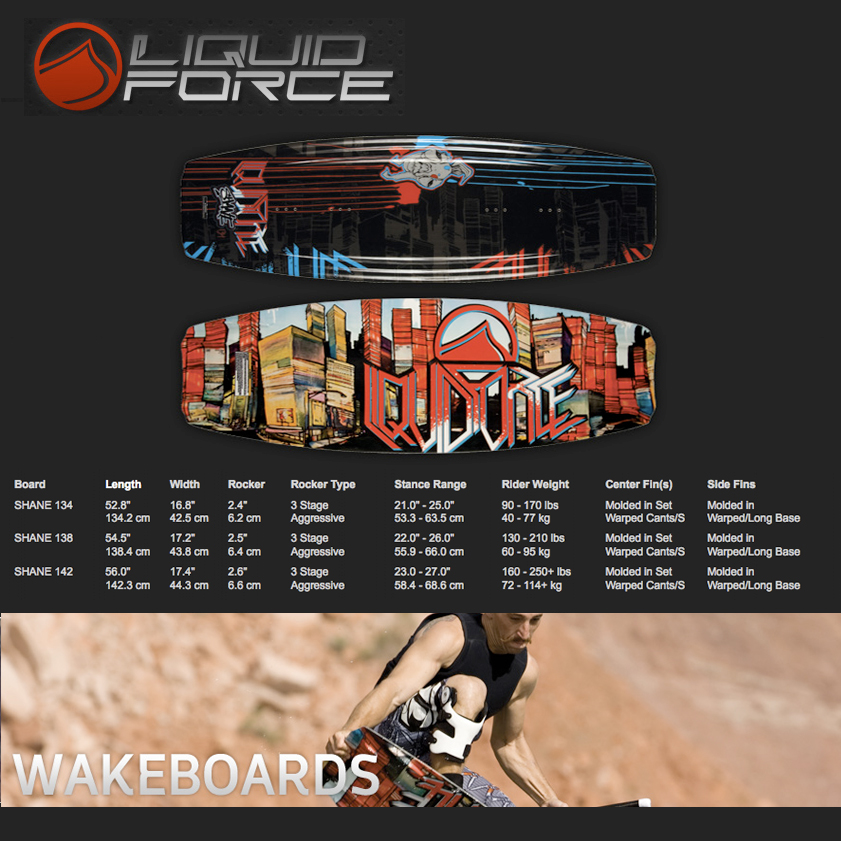 LIQUID
FORCE
Board Length Width Rocker Rocker Type Stance Range Rider Weight Center Fin(s) Side Fins
SHANE 134 52.8" 16.8" 2.4" 3 Stage 21.0" - 25.0" 90 - 170 lbs Molded in Set Molded in
134.2 cm 42.5 cm 6.2 cm Aggressive 53.3 - 63.5 cm 40 - 77 kg Warped Cants/S Warped/Long Base
SHANE 138 54.5" 17.2" 2.5" 3 Stage 22.0" - 26.0" 130 - 210 lbs Molded in Set Molded in
138.4 cm 43.8 cm 6.4 cm Aggressive 55.9 - 66.0 cm 60 - 95 kg Warped Cants/S Warped/Long Base
SHANE 142 56.0" 17.4" 2.6" 3 Stage 23.0 - 27.0" 160 - 250+ lbs Molded in Set Molded in
142.3 cm 44.3 cm 6.6 cm Aggressive 58.4 - 68.6 cm 72 - 114+ kg Warped Cants/S Warped/Long Base
WAKEBOARDS